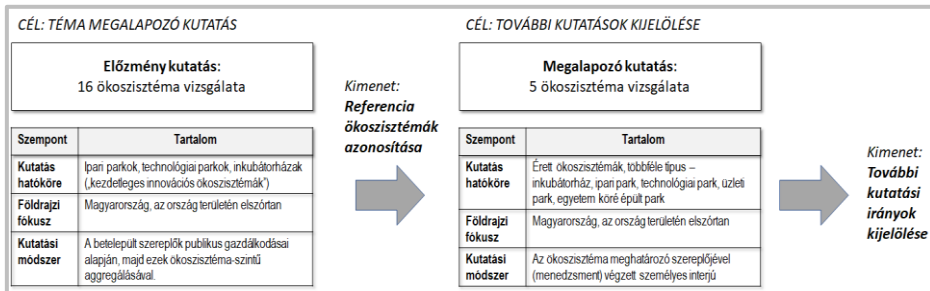 CÉL: TÉMA MEGALAPOZÓ KUTATÁS
Előzmény kutatás:
16 ökoszisztéma vizsgálata
Szempont Tartalom
Kutatás hatóköre Ipari parkok, technológiai parkok, inkubátorházak
(„kezdetleges innovációs ökoszisztémák”)
Földrajzi fókusz Magyarország, az ország területén elszórtan
Kutatási módszer A betelepült szereplők publikus gazdálkodásai
alapján, majd ezek ökoszisztéma-szintű
aggregálásával.
Kimenet:
Referencia
ökoszisztémák
azonosítása
CÉL: TOVÁBBI KUTATÁSOK KIJELÖLÉSE
Megalapozó kutatás:
5 ökoszisztéma vizsgálata
Szempont Tartalom
Kutatás hatóköre Érett ökoszisztémák, többféle típus –
inkubátorház, ipari park, technológiai park, üzleti
park, egyetem köré épült park
Földrajzi fókusz Magyarország, az ország területén elszórtan
Kutatási módszer Az ökoszisztéma meghatározó szereplőjével
(menedzsment) végzett személyes interjú
Kimenet:
További
kutatási
irányok
kijelölése